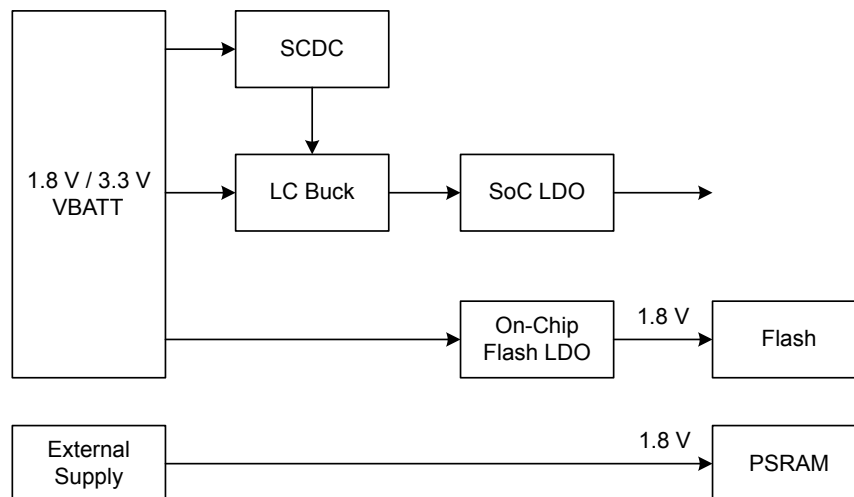 SCDC
1.8 V / 3.3 V
VBATT
LC Buck
SoC LDO
On-Chip
Flash LDO
1.8 V
Flash
External
Supply
1.8 V
PSRAM